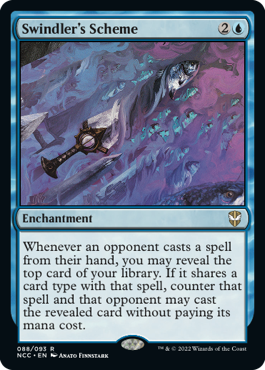 Swindler's Scheme 2
Enchantment
Whenever an opponent casts a spell
from their hand, you may reveal the
top card of your library. If it shares a
card type with that spell, counter that
spell and that opponent may cast
the revealed card without paying its
mana cost.
088/093 R
NCC • EN Anato Finnstark
™ & © 2022 Wizards of the Coast